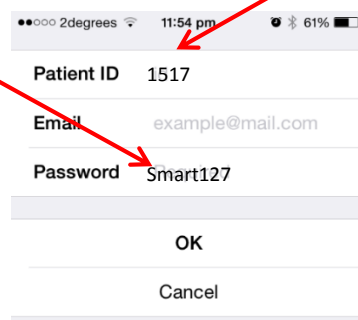 2degrees 11:54 pm 61%
Patient ID 1517
Email example@mail.com
Password Smart127
OK
Cancel